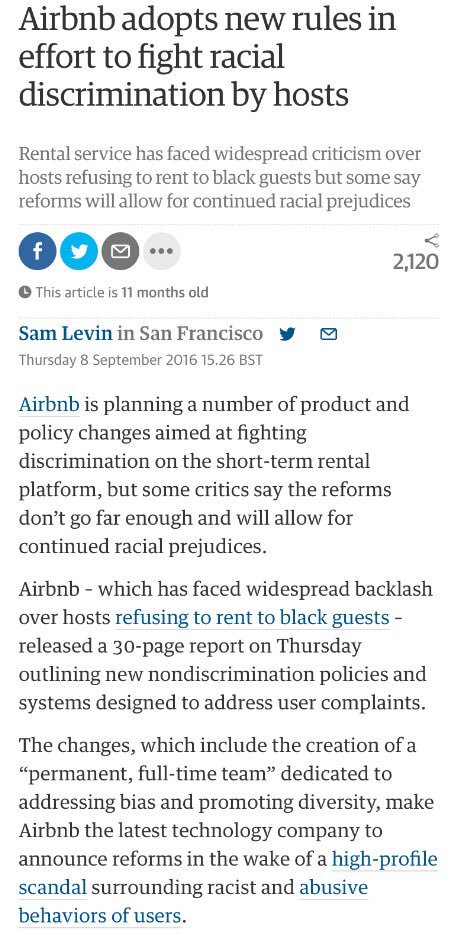 Airbnb adopts new rules in
effort to fight racial
discrimination by hosts
Rental service has faced widespread criticism over
hosts refusing to rent to black guests but some say
reforms will allow for continued racial prejudices
f
2,120
This article is 11 months old
Sam Levin in San Francisco
Thursday 8 September 2016 15.26 BST
Airbnb is planning a number of product and
policy changes aimed at fighting
discrimination on the short-term rental
platform, but some critics say the reforms
don’t go far enough and will allow for
continued racial prejudices.
Airbnb – which has faced widespread backlash
over hosts refusing to rent to black guests –
released a 30-page report on Thursday
outlining new nondiscrimination policies and
systems designed to address user complaints.
The changes, which include the creation of a
“permanent, full-time team” dedicated to
addressing bias and promoting diversity, make
Airbnb the latest technology company to
announce reforms in the wake of a high-profile
scandal surrounding racist and abusive
behaviors of users.